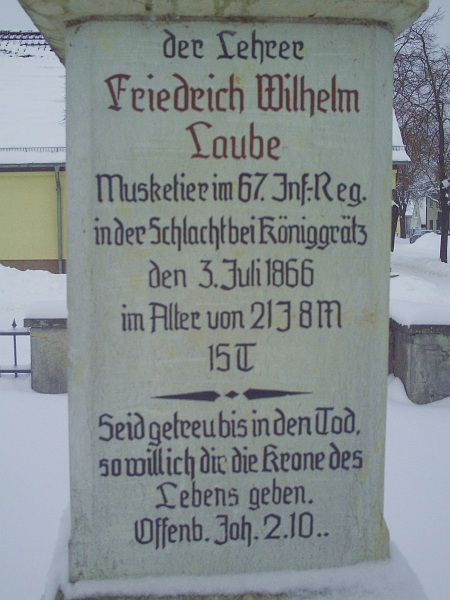 der Lehrer
Friedrich Wilhelm
Laube
Musketier im 67. Inf.-Reg.
in der Schlacht bei Königgrätz
den 3. Juli 1866
im Alter von 21 J 8 M
15 T
Seid getreu bis in den Tod,
so will ich dir die Krone des
Lebens geben.
Offenb. Joh. 2.10..